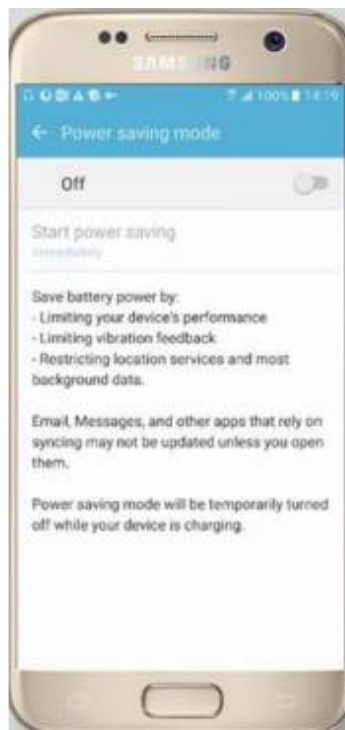 SAMSUNG
100% 14:19
Power saving mode
Off
Start power saving
Immediately
Save battery power by:
- Limiting your device's performance
- Limiting vibration feedback
- Restricting location services and most
background data.
Email, Messages, and other apps that rely on
syncing may not be updated unless you open
them.
Power saving mode will be temporarily turned
off while your device is charging.